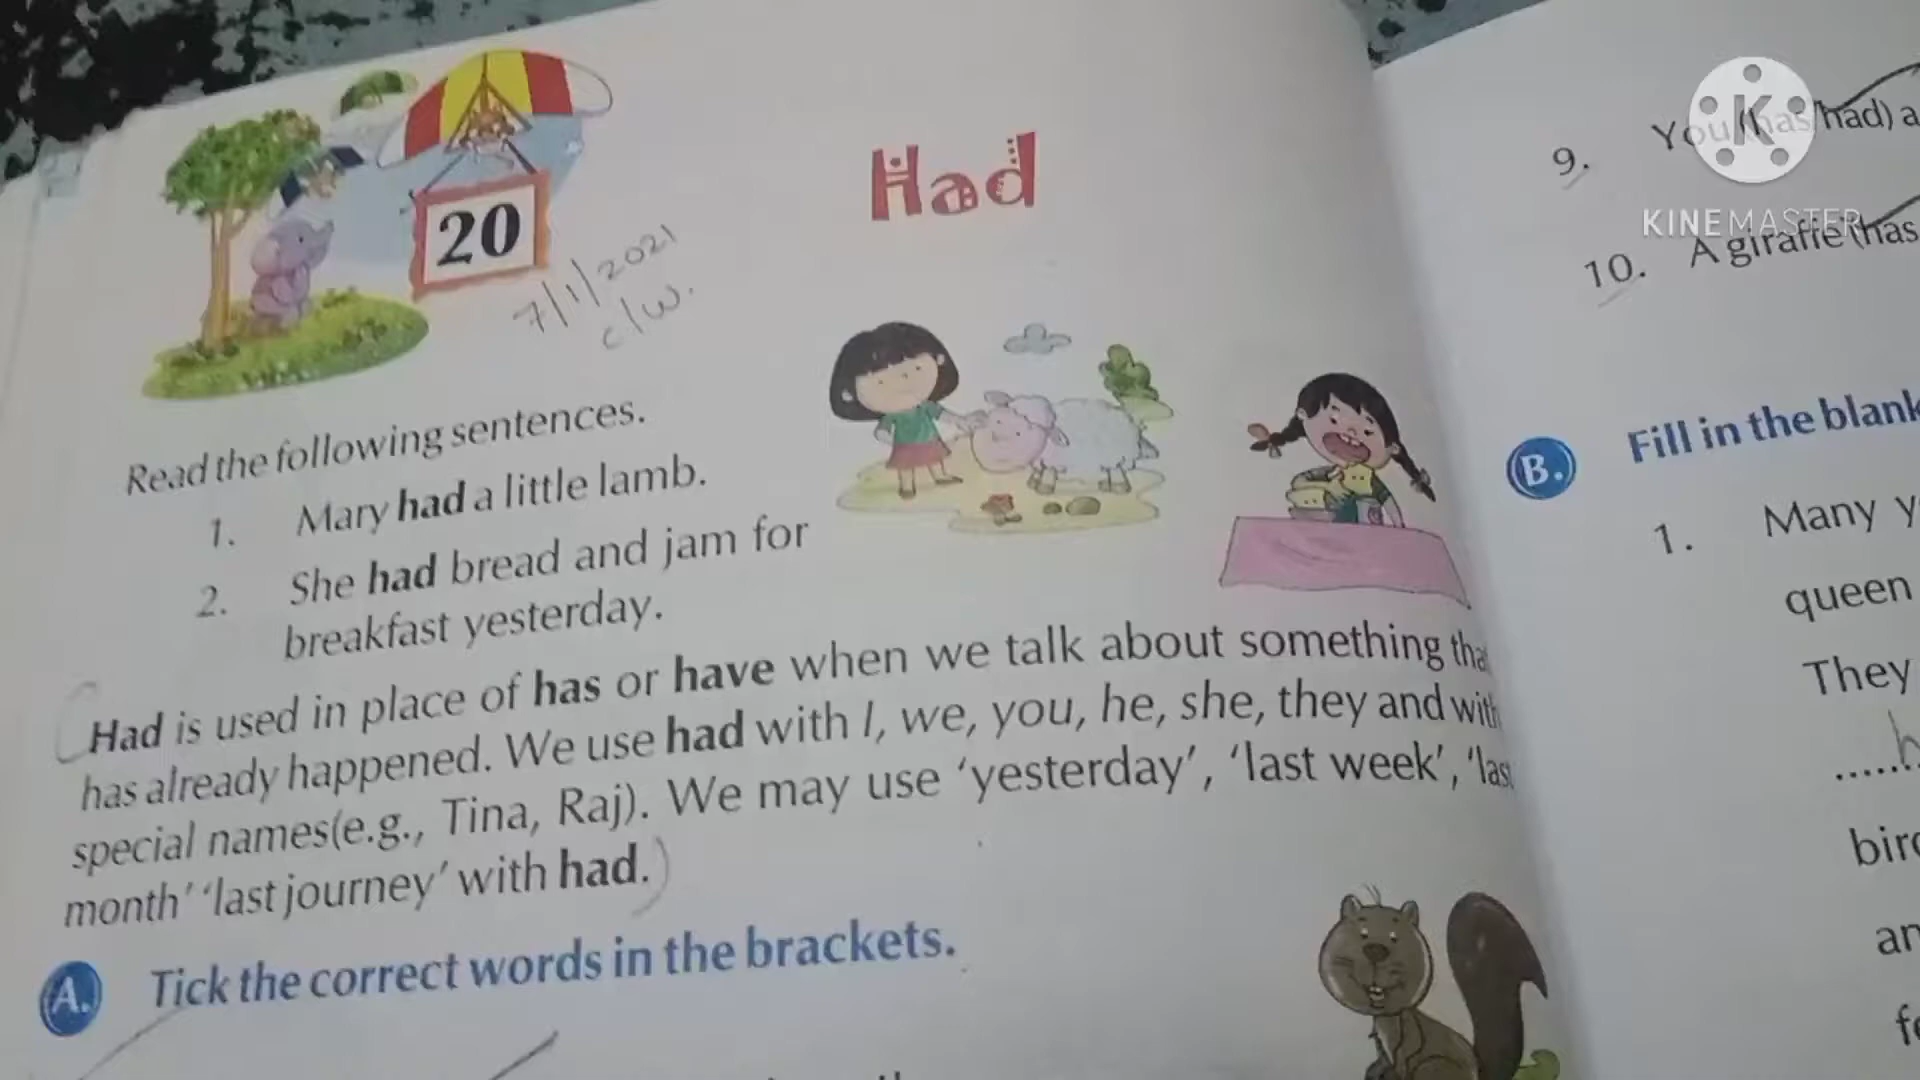 20
7/1/2021
c/w.
Had
Read the following sentences.
1. Mary had a little lamb.
2. She had bread and jam for
breakfast yesterday.
Had is used in place of has or have when we talk about something
has already happened. We use had with I, we, you, he, she, they and with
special names(e.g., Tina, Raj). We may use 'yesterday', 'last week',
month' 'last journey' with had.
A. Tick the correct words in the brackets.
9. You (has/had) a
10. A giraffe (has
K
KINEMASTER
B. Fill in the blank
1. Many
queen
They